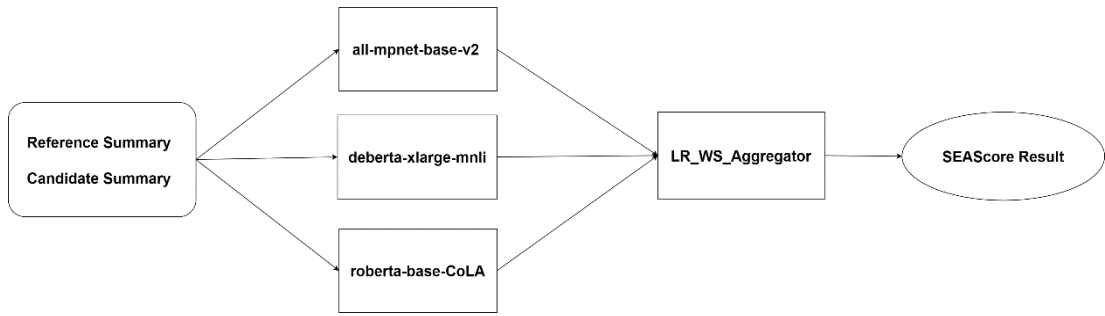 Reference Summary
Candidate Summary
all-mpnet-base-v2
deberta-xlarge-mnli
roberta-base-CoLA
LR_WS_Aggregator
SEAScore Result